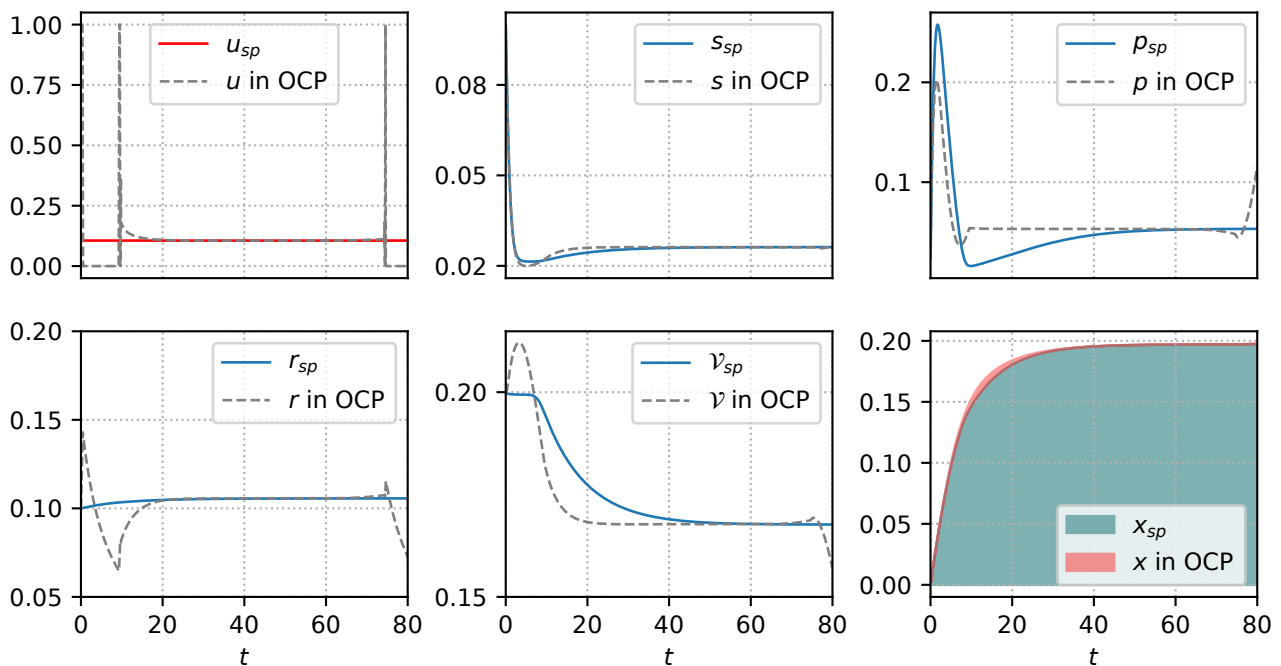 1.00
0.75
0.50
0.25
0.00
u_sp
u in OCP
0.08
0.05
0.02
s_sp
s in OCP
0.2
0.1
p_sp
p in OCP
0.20
0.15
0.10
0.05
0 20 40 60 80
t
r_sp
r in OCP
0.20
0.15
0 20 40 60 80
t
𝒱_sp
𝒱 in OCP
0.20
0.15
0.10
0.05
0.00
0 20 40 60 80
t
x_sp
x in OCP